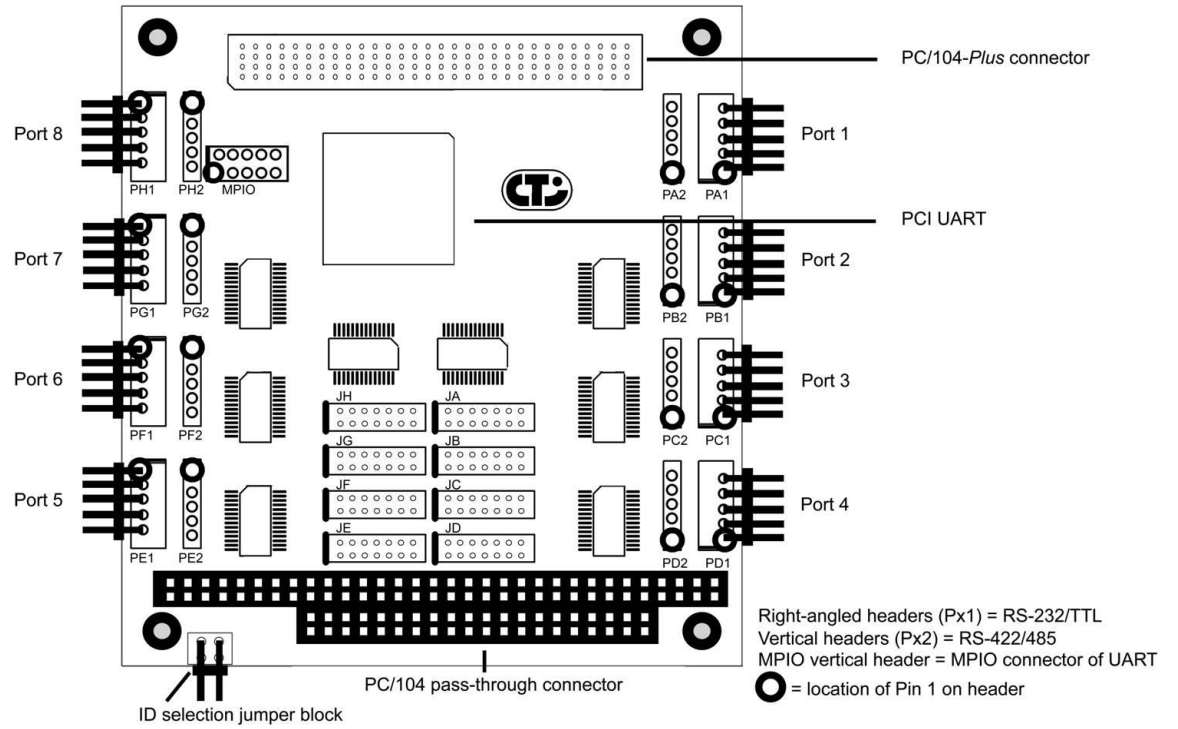 PC/104-Plus connector
Port 8
Port 1
PH1
PH2
MPIO
PA2
PA1
CTi
PCI UART
Port 7
Port 2
PG1
PG2
PB2
PB1
Port 6
Port 3
JH
JA
PF1
PF2
JG
JB
PC2
PC1
Port 5
Port 4
JF
JC
JE
JD
PE1
PE2
PD2
PD1
Right-angled headers (Px1) = RS-232/TTL
Vertical headers (Px2) = RS-422/485
MPIO vertical header = MPIO connector of UART
= location of Pin 1 on header
PC/104 pass-through connector
ID selection jumper block